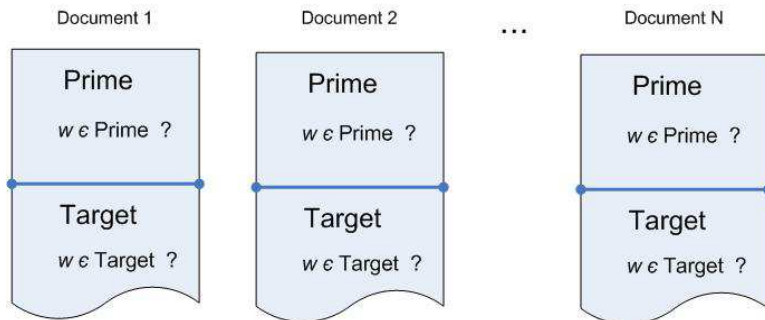 Document 1
Prime
w ϵ Prime ?
Target
w ϵ Target ?
Document 2
Prime
w ϵ Prime ?
Target
w ϵ Target ?
...
Document N
Prime
w ϵ Prime ?
Target
w ϵ Target ?